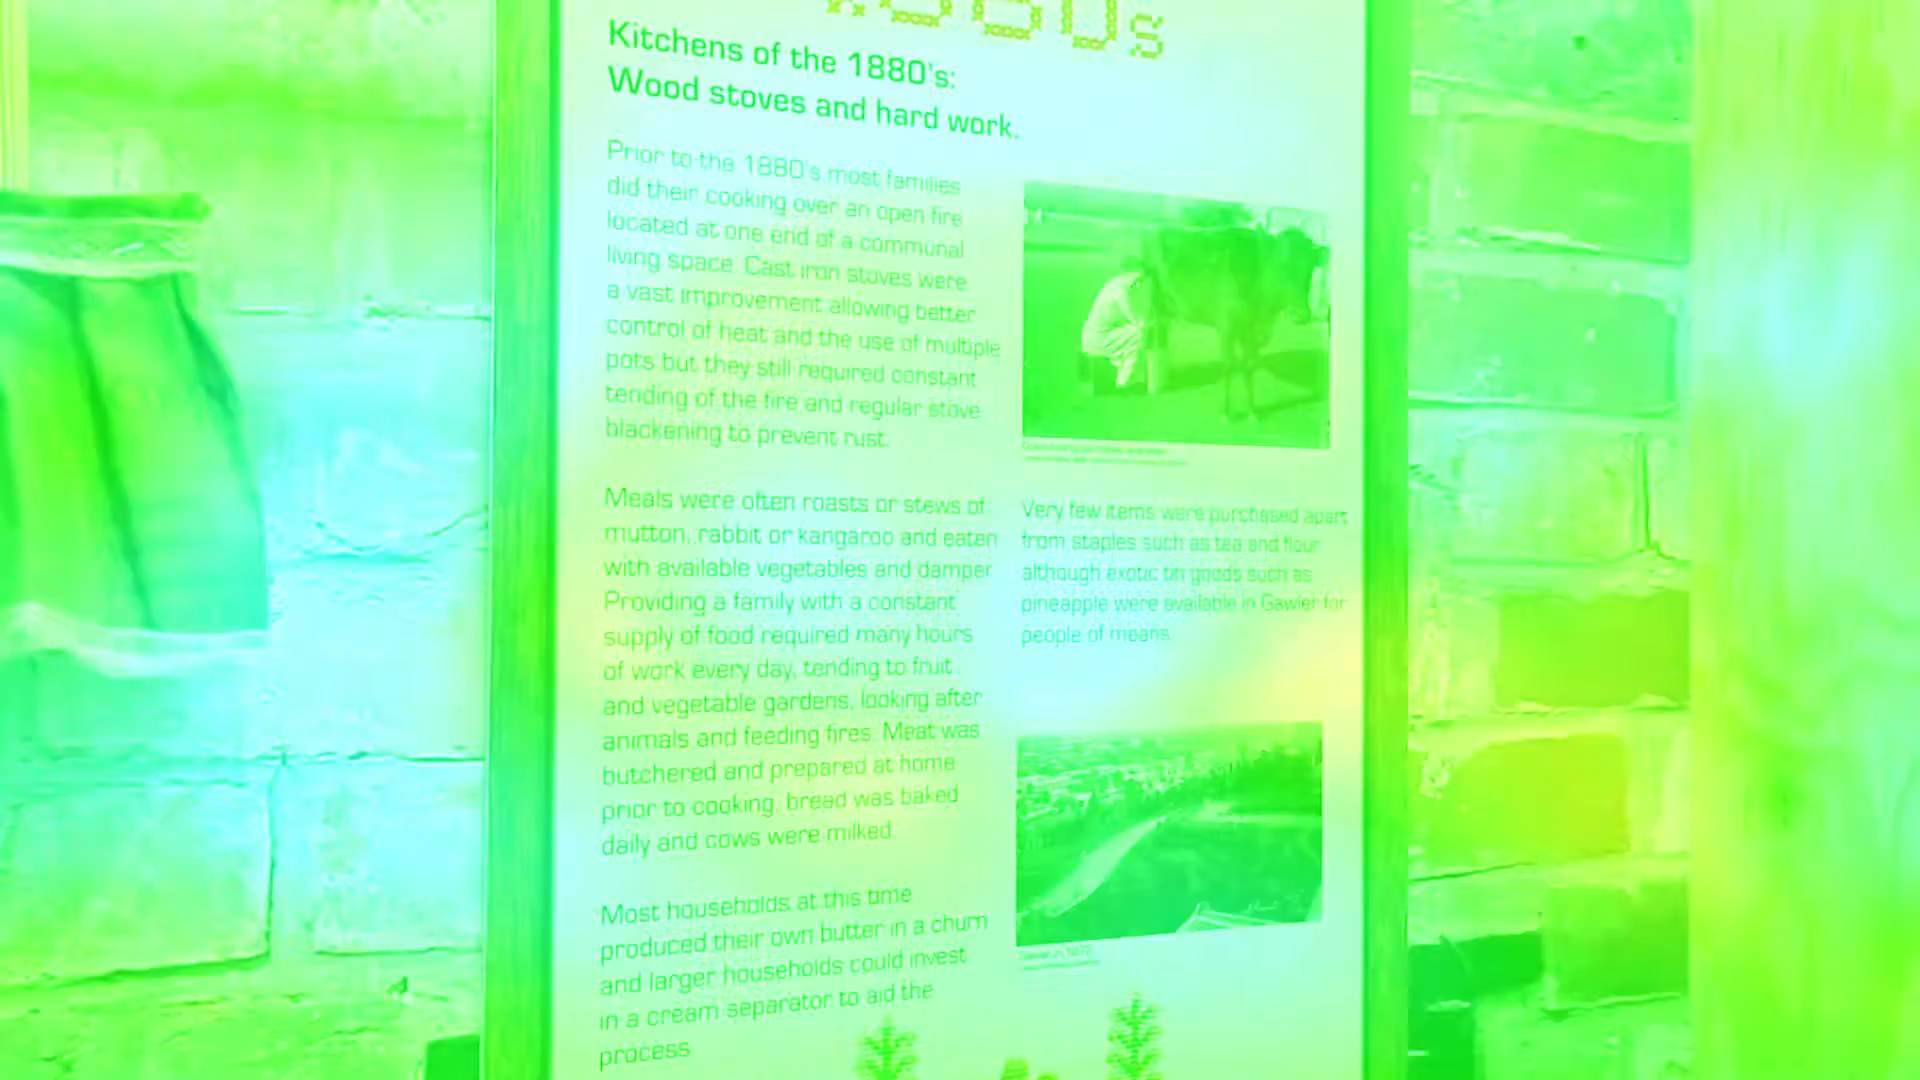 Kitchens of the 1880's:
Wood stoves and hard work.
Prior to the 1880's most families
did their cooking over an open fire
located at one end of a communal
living space. Cast iron stoves were
a vast improvement allowing better
control of heat and the use of multiple
pots but they still required constant
tending of the fire and regular stove
blackening to prevent rust.
Meals were often roasts or stews of
mutton, rabbit or kangaroo and eaten
with available vegetables and damper.
Providing a family with a constant
supply of food required many hours
of work every day, tending to fruit
and vegetable gardens, looking after
animals and feeding fires. Meat was
butchered and prepared at home
prior to cooking, bread was baked
daily and cows were milked.
Most households at this time
produced their own butter in a churn
and larger households could invest
in a cream separator to aid the
process.
Very few items were purchased apart
from staples such as tea and flour
although exotic tin goods such as
pineapple were available in Gawler for
people of means.